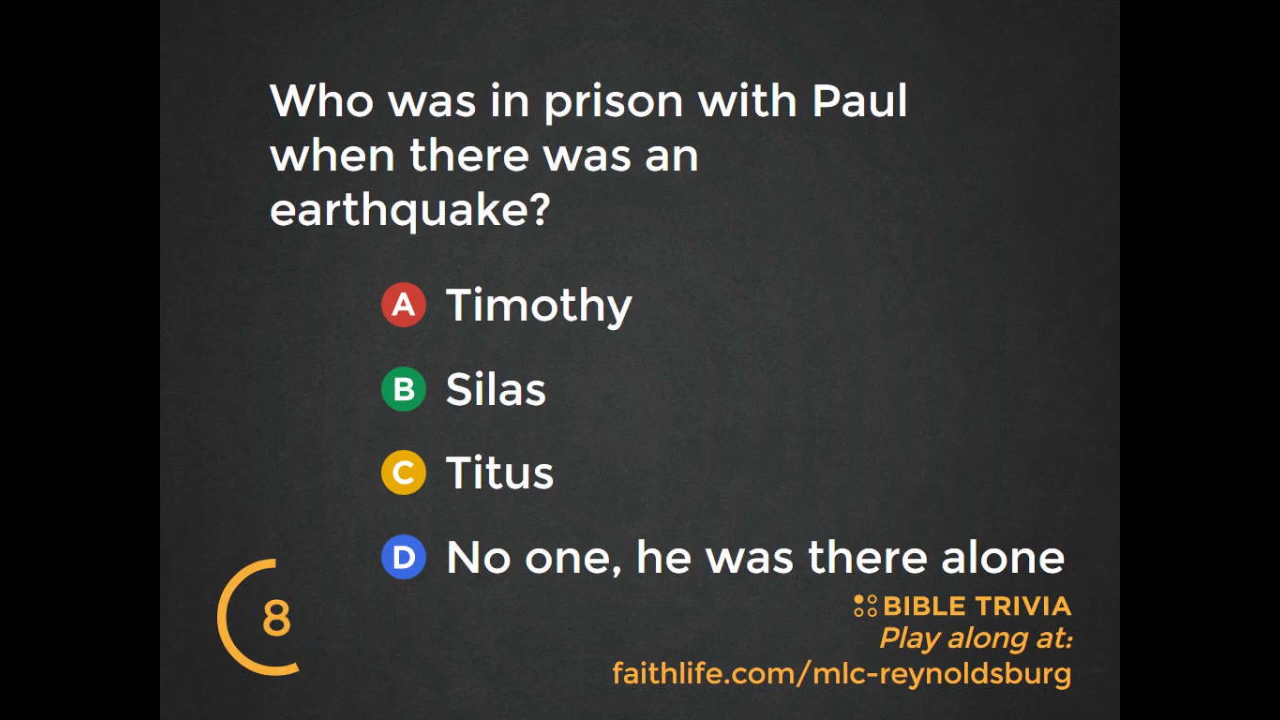 Who was in prison with Paul
when there was an
earthquake?
A Timothy
B Silas
C Titus
D No one, he was there alone
8
BIBLE TRIVIA
Play along at:
faithlife.com/mlc-reynoldsburg